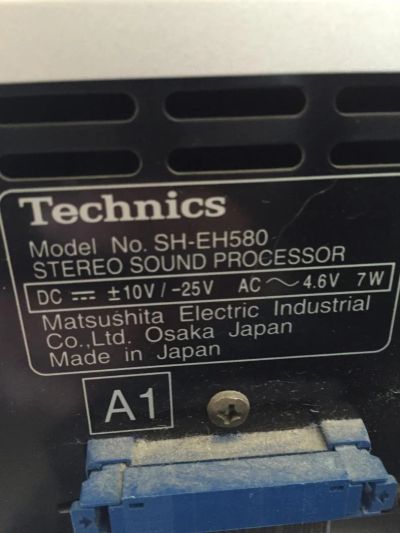 Technics
Model No. SH-EH580
STEREO SOUND PROCESSOR
DC ⎓ ±10V / -25V AC ～ 4.6V 7W
Matsushita Electric Industrial
Co.,Ltd. Osaka Japan
Made in Japan
A1